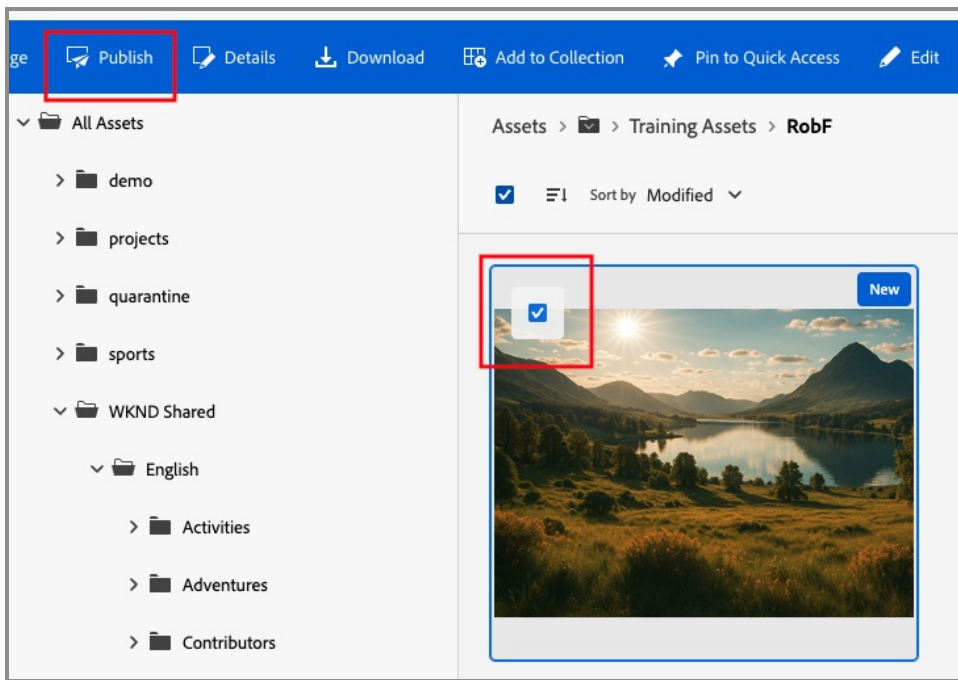 ge Publish Details Download Add to Collection Pin to Quick Access Edit
All Assets
demo
projects
quarantine
sports
WKND Shared
English
Activities
Adventures
Contributors
Assets > > Training Assets > RobF
Sort by Modified
New